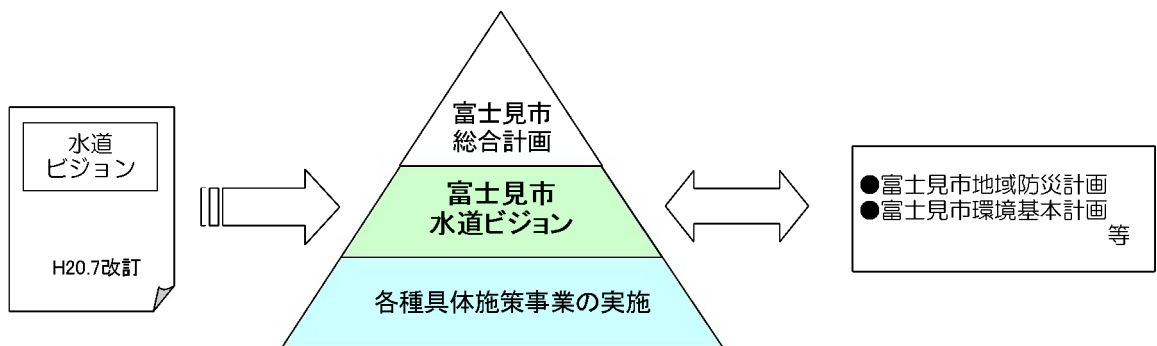 水道
ビジョン
H20.7改訂
富士見市
総合計画
富士見市
水道ビジョン
各種具体施策事業の実施
●富士見市地域防災計画
●富士見市環境基本計画
等